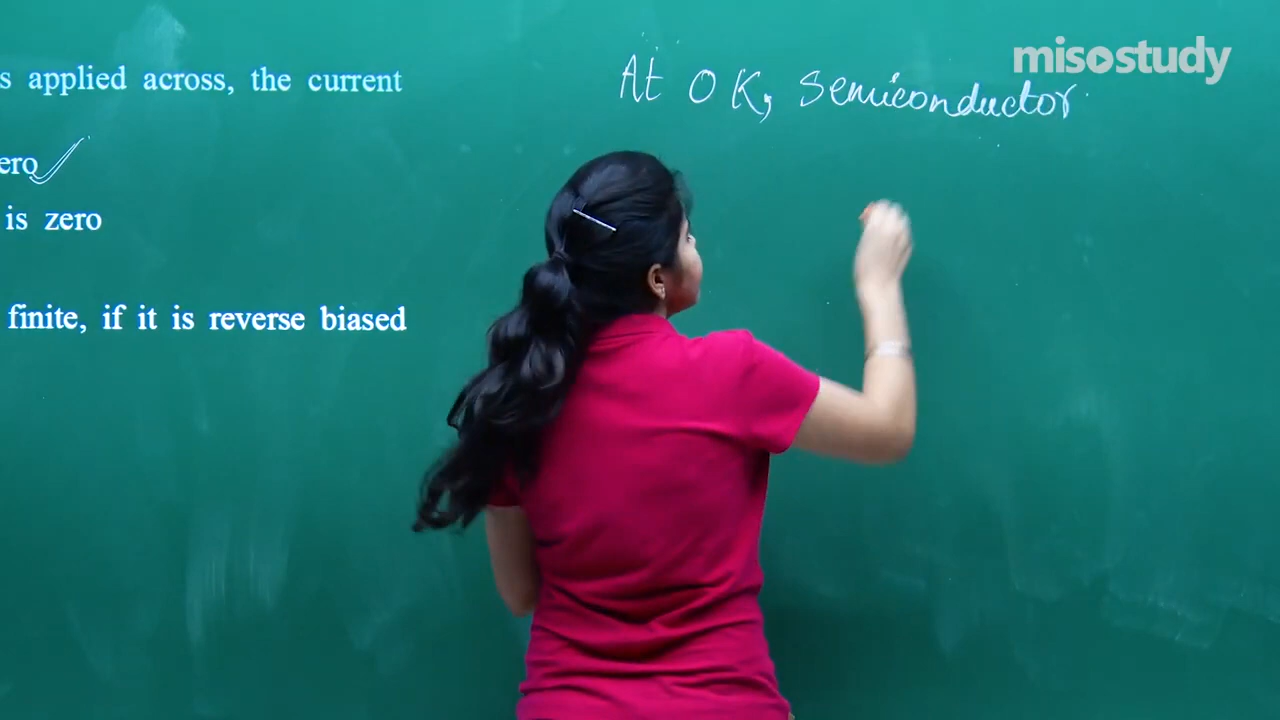 misostudy
s applied across, the current
At 0 K, Semiconductor
ero
is zero
finite, if it is reverse biased